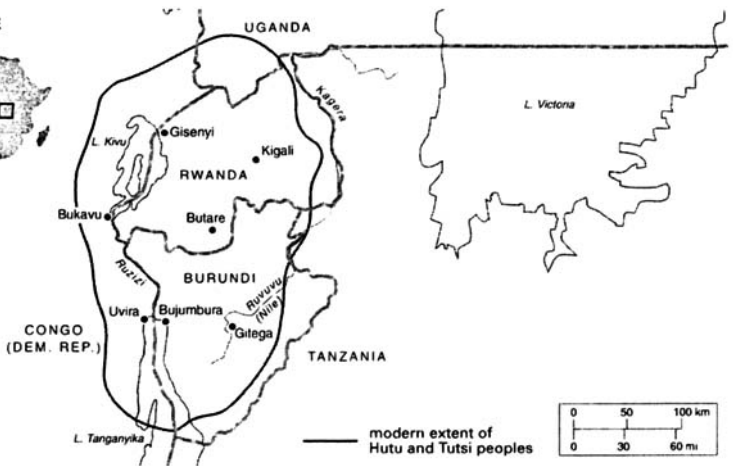 UGANDA
Kagera
L. Victoria
L. Kivu
Gisenyi
Kigali
RWANDA
Bukavu
Butare
Ruzizi
BURUNDI
Ruvuvu
(Nile)
Uvira
Bujumbura
Gitega
CONGO
(DEM. REP.)
TANZANIA
L. Tanganyika
modern extent of
Hutu and Tutsi peoples
0 50 100 km
0 30 60 mi